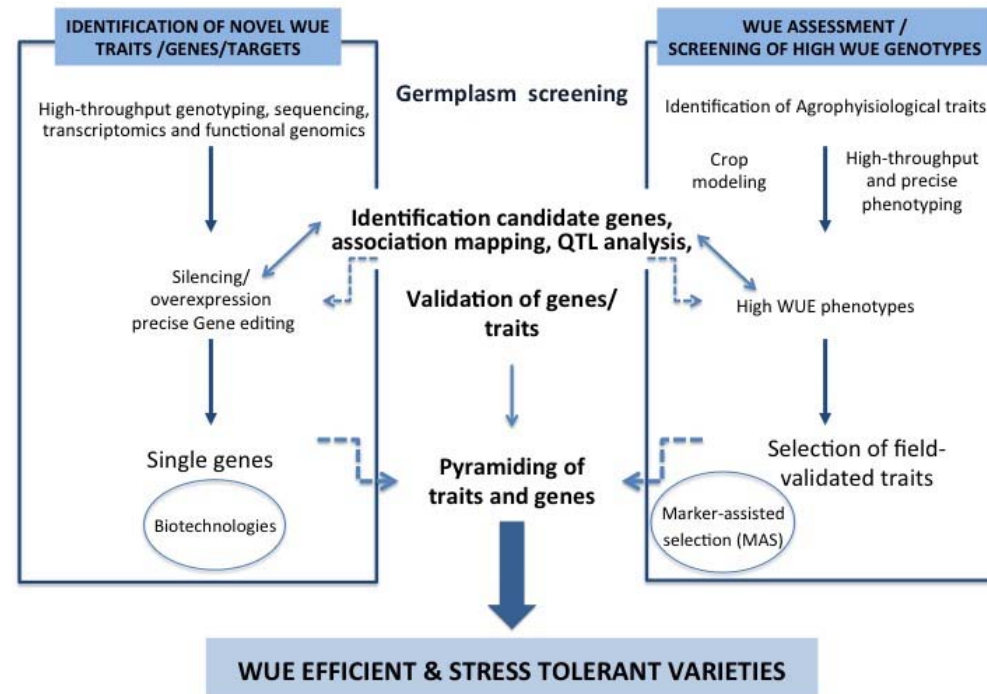 IDENTIFICATION OF NOVEL WUE
TRAITS /GENES/TARGETS
High-throughput genotyping, sequencing,
transcriptomics and functional genomics
Silencing/
overexpression
precise Gene editing
Single genes
Biotechnologies
Germplasm screening
Identification candidate genes,
association mapping, QTL analysis,
Validation of genes/
traits
Pyramiding of
traits and genes
WUE ASSESSMENT /
SCREENING OF HIGH WUE GENOTYPES
Identification of Agrophyisiological traits
Crop
modeling
High-throughput
and precise
phenotyping
High WUE phenotypes
Selection of field-
validated traits
Marker-assisted
selection (MAS)
WUE EFFICIENT & STRESS TOLERANT VARIETIES